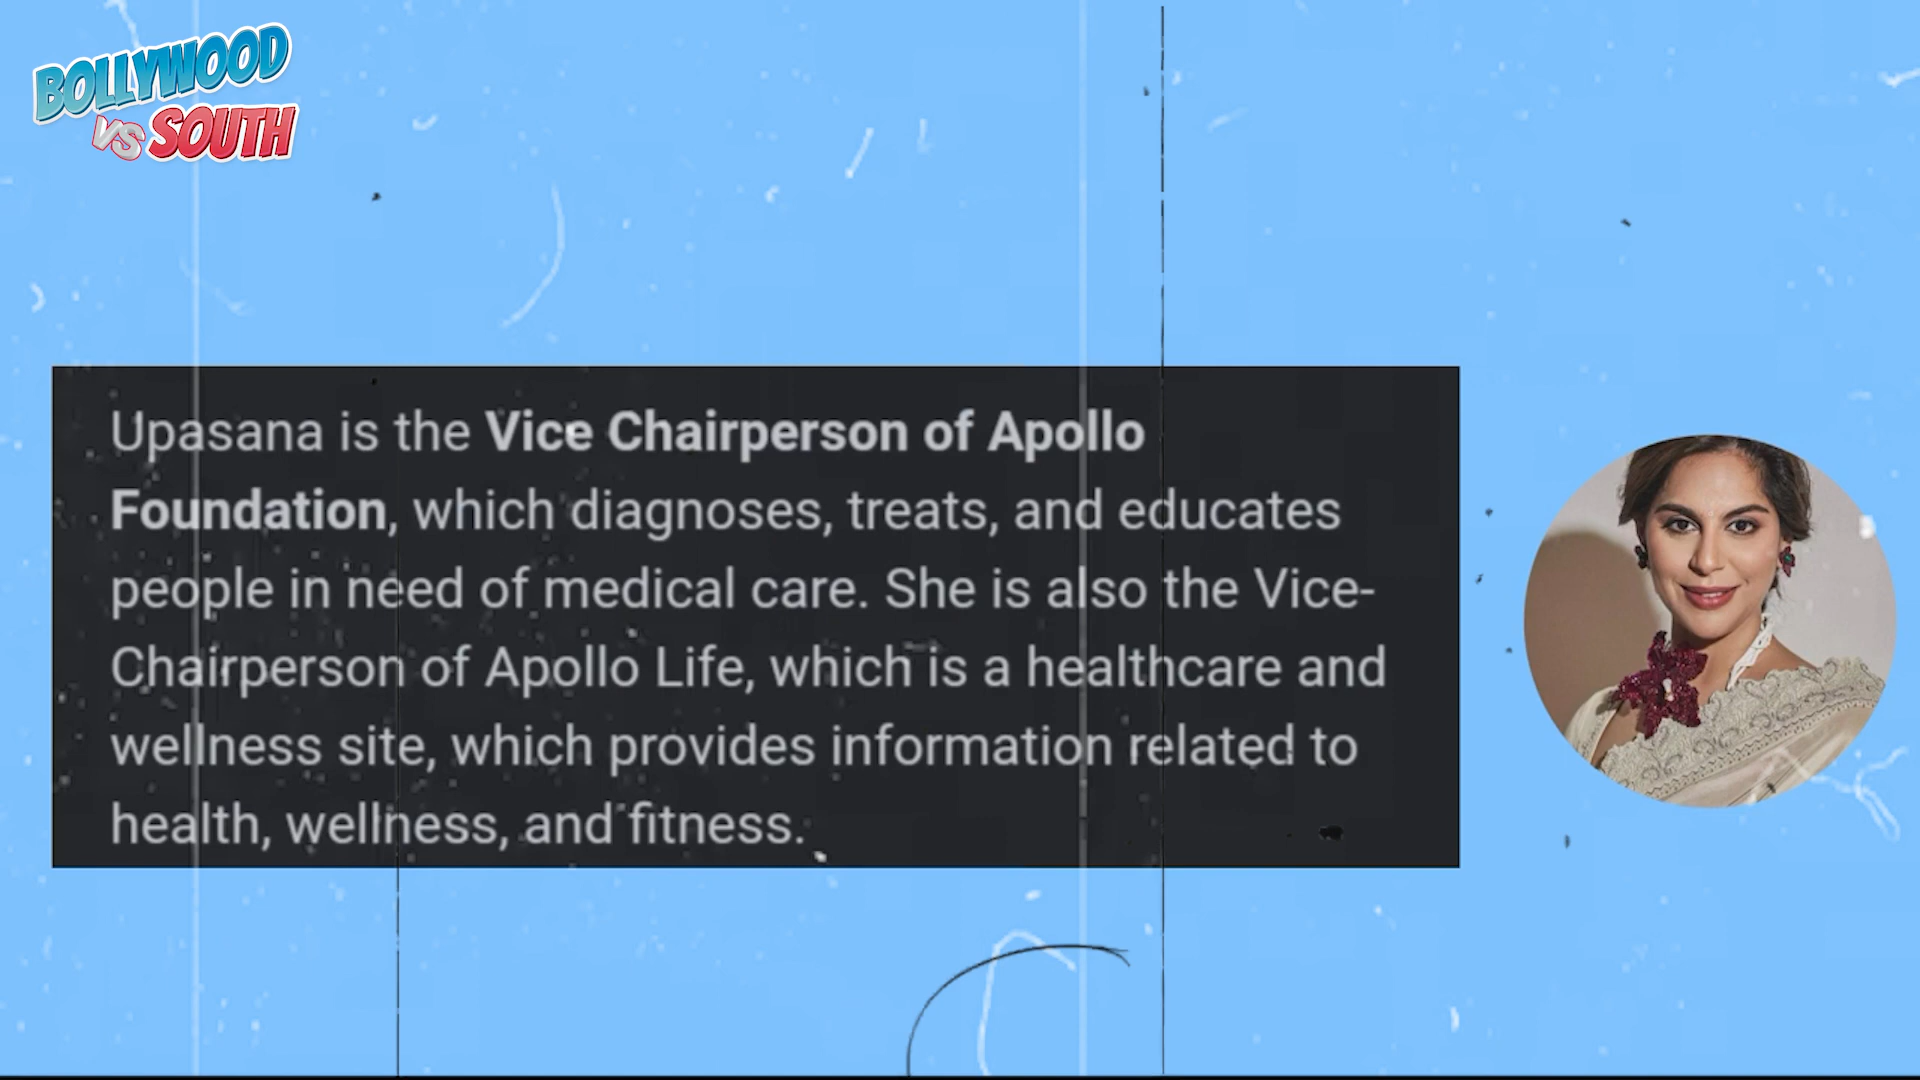 BOLLYWOOD
VS SOUTH
Upasana is the Vice Chairperson of Apollo
Foundation, which diagnoses, treats, and educates
people in need of medical care. She is also the Vice-
Chairperson of Apollo Life, which is a healthcare and
wellness site, which provides information related to
health, wellness, and fitness.